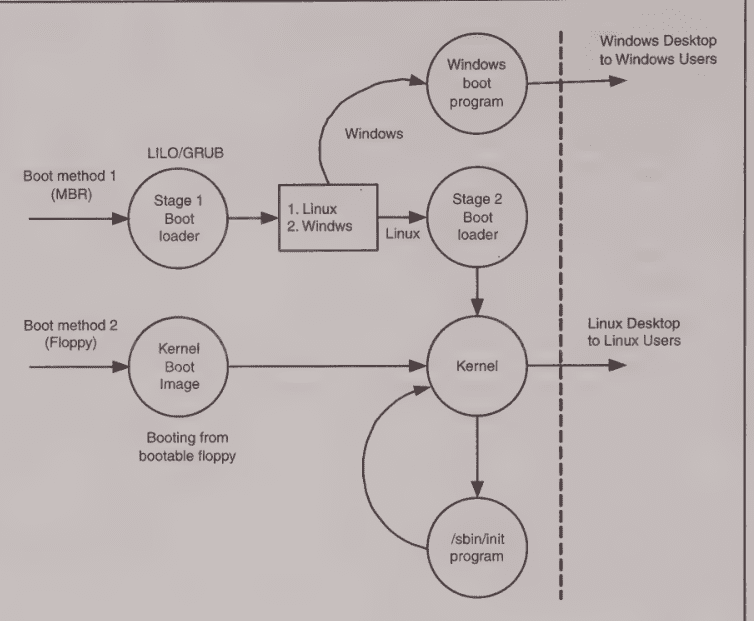 Windows Desktop
to Windows Users
Windows
boot
program
Windows
LILO/GRUB
Boot method 1
(MBR)
Stage 1
Boot
loader
1. Linux
2. Windws
Linux
Stage 2
Boot
loader
Boot method 2
(Floppy)
Kernel
Boot
Image
Booting from
bootable floppy
Kernel
Linux Desktop
to Linux Users
/sbin/init
program